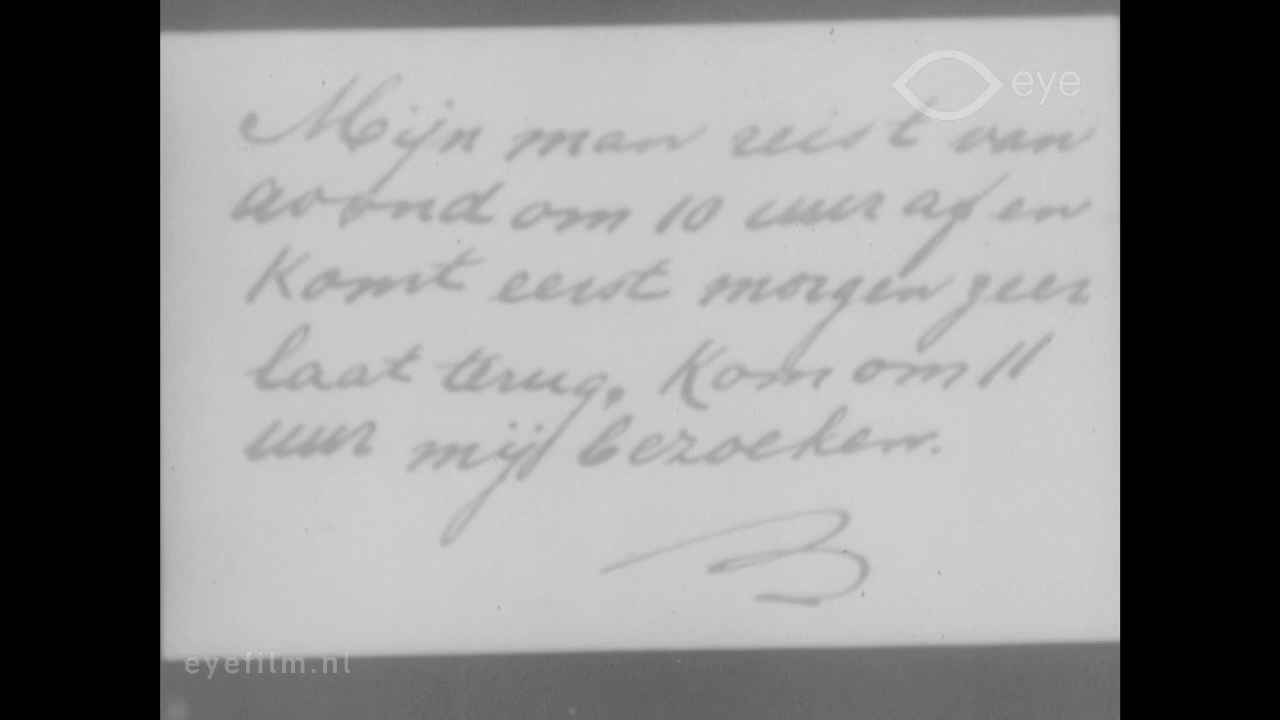 eye
Mijn man reist van
avond om 10 uur af en
Komt eerst morgen zeer
laat terug. Kom om 11
uur mij bezoeken.
B
eyefilm.nl